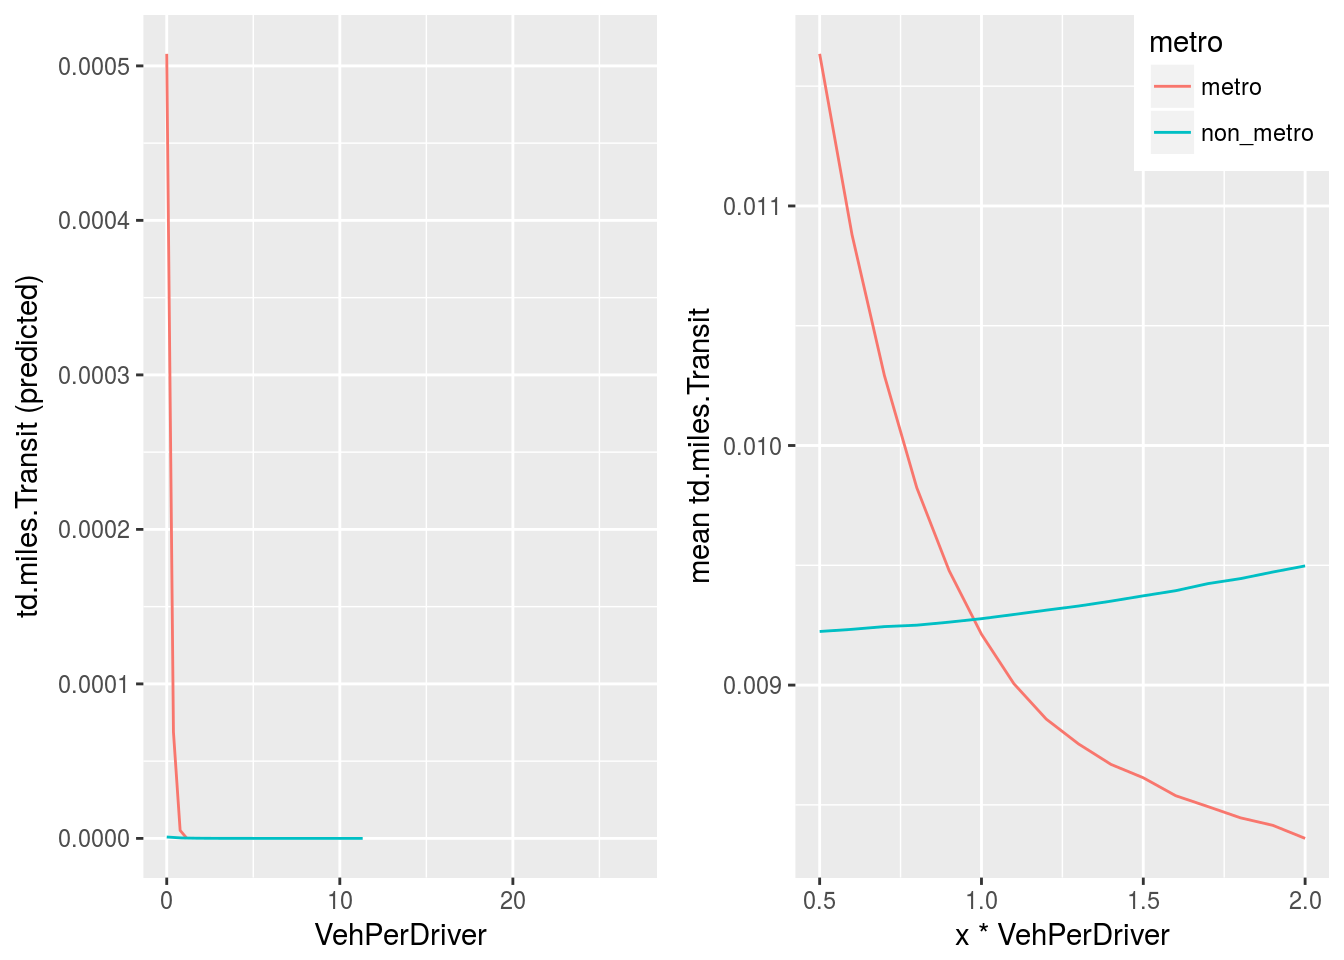 td.miles.Transit (predicted)
0.0005
0.0004
0.0003
0.0002
0.0001
0.0000
0 10 20
VehPerDriver
mean td.miles.Transit
0.011
0.010
0.009
0.5 1.0 1.5 2.0
x * VehPerDriver
metro
metro
non_metro